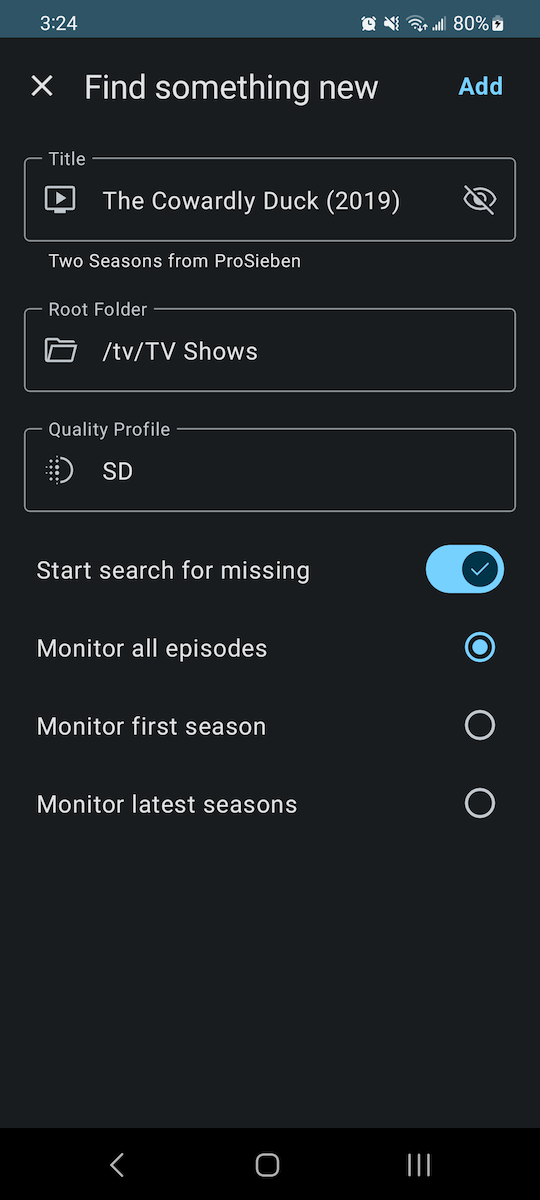 3:24 80%
Find something new Add
Title
The Cowardly Duck (2019)
Two Seasons from ProSieben
Root Folder
/tv/TV Shows
Quality Profile
SD
Start search for missing
Monitor all episodes
Monitor first season
Monitor latest seasons